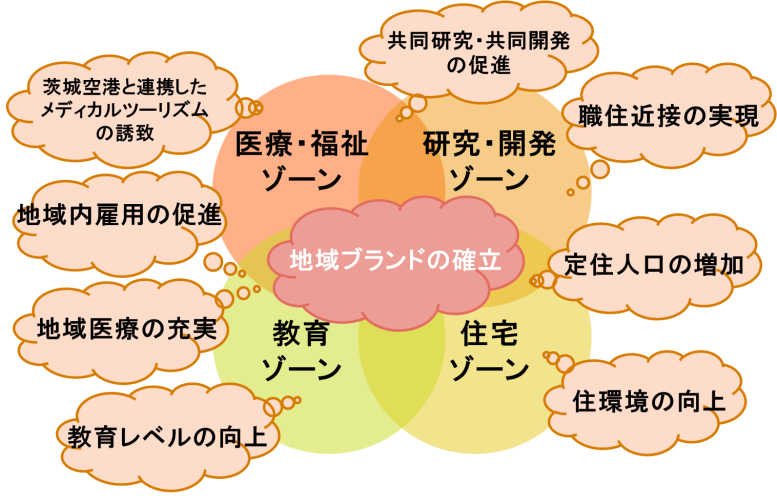 共同研究・共同開発
の促進
茨城空港と連携した
メディカルツーリズム
の誘致
職住近接の実現
医療・福祉
ゾーン
研究・開発
ゾーン
地域内雇用の促進
地域ブランドの確立
定住人口の増加
地域医療の充実
教育
ゾーン
住宅
ゾーン
住環境の向上
教育レベルの向上